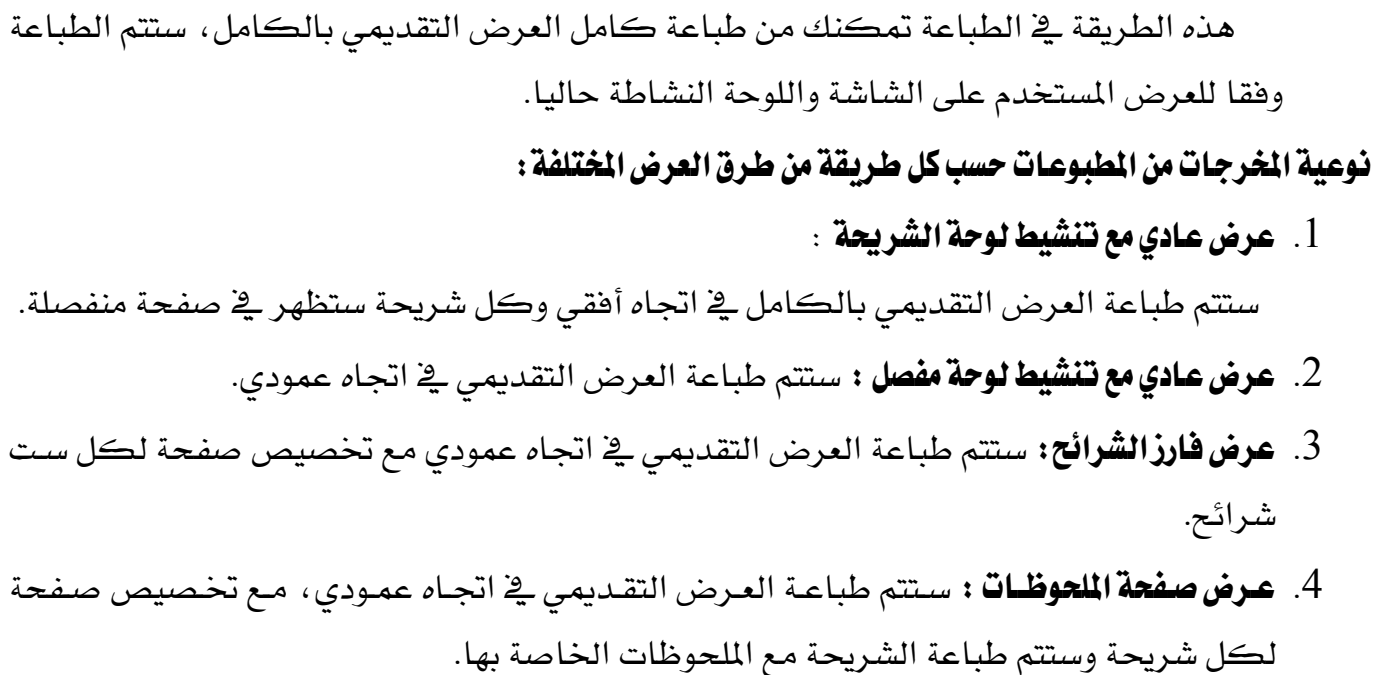 هذه الطريقة في الطباعة تمكنك من طباعة كامل العرض التقديمي بالكامل، ستتم الطباعة
وفقا للعرض المستخدم على الشاشة واللوحة النشاطة حاليا.
نوعية المخرجات من المطبوعات حسب كل طريقة من طرق العرض المختلفة :
1. عرض عادي مع تنشيط لوحة الشريحة :
ستتم طباعة العرض التقديمي بالكامل في اتجاه أفقي وكل شريحة ستظهر في صفحة منفصلة.
2. عرض عادي مع تنشيط لوحة مفصل : ستتم طباعة العرض التقديمي في اتجاه عمودي.
3. عرض فارز الشرائح: ستتم طباعة العرض التقديمي في اتجاه عمودي مع تخصيص صفحة لكل ست
شرائح.
4. عرض صفحة الملحوظات : ستتم طباعة العرض التقديمي في اتجاه عمودي، مع تخصيص صفحة
لكل شريحة وستتم طباعة الشريحة مع الملحوظات الخاصة بها.